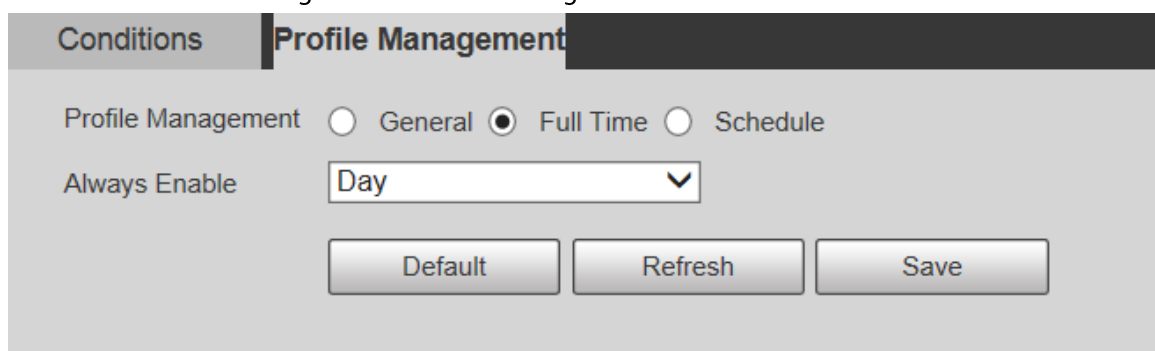 Conditions Profile Management
Profile Management General Full Time Schedule
Always Enable Day
Default Refresh Save